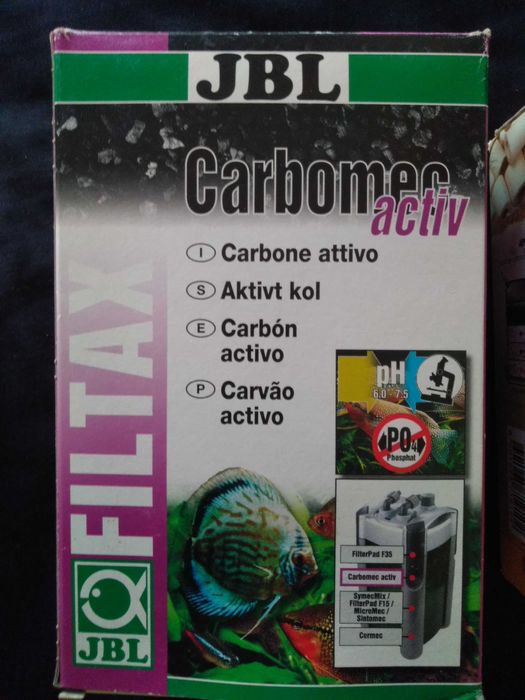 JBL
Carbomec
activ
I Carbone attivo
S Aktivt kol
E Carbón
activo
P Carvão
activo
FILTAX
JBL
pH
6.0 7.5
PO4
Phosphat
FilterPad F35
Carbomec activ
SymecMix /
FilterPad F15 /
MicroMec /
Sintomec
Cermec